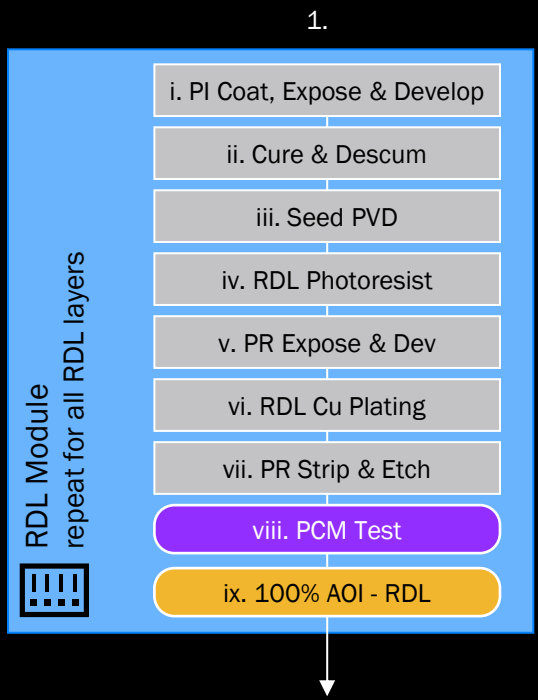 1.
i. PI Coat, Expose & Develop
ii. Cure & Descum
iii. Seed PVD
iv. RDL Photoresist
v. PR Expose & Dev
vi. RDL Cu Plating
vii. PR Strip & Etch
viii. PCM Test
ix. 100% AOI - RDL
RDL Module
repeat for all RDL layers